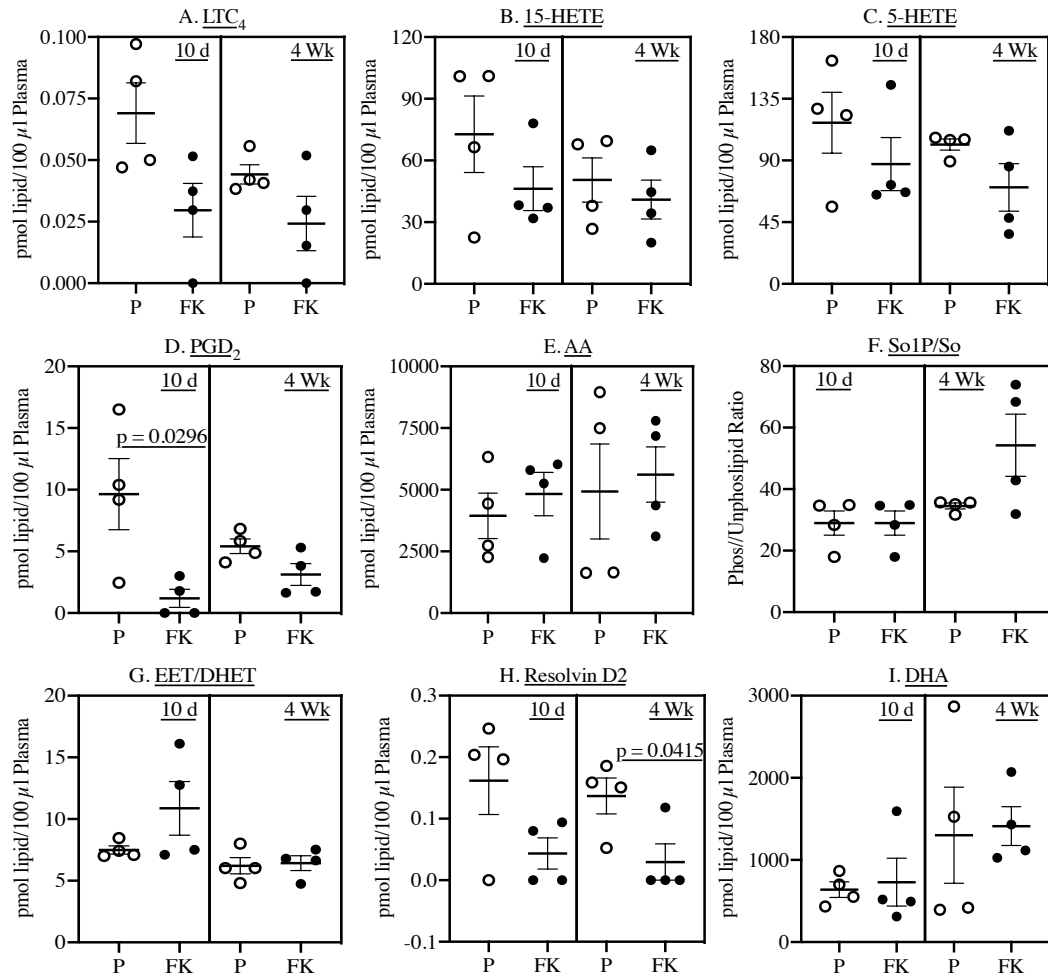 A. LTC4
B. 15-HETE
C. 5-HETE
pmol lipid/100 µl Plasma
0.100
0.075
0.050
0.025
0.000
10 d
4 Wk
P
FK
P
FK
pmol lipid/100 µl Plasma
120
90
60
30
0
10 d
4 Wk
P
FK
P
FK
pmol lipid/100 µl Plasma
180
135
90
45
0
10 d
4 Wk
P
FK
P
FK
D. PGD2
E. AA
F. So1P/So
pmol lipid/100 µl Plasma
20
15
10
5
0
10 d
4 Wk
p = 0.0296
P
FK
P
FK
pmol lipid/100 µl Plasma
10000
7500
5000
2500
0
10 d
4 Wk
P
FK
P
FK
Phos//Unphoslipid Ratio
80
60
40
20
0
10 d
4 Wk
P
FK
P
FK
G. EET/DHET
H. Resolvin D2
I. DHA
pmol lipid/100 µl Plasma
20
15
10
5
0
10 d
4 Wk
P
FK
P
FK
pmol lipid/100 µl Plasma
0.3
0.2
0.1
0.0
-0.1
10 d
4 Wk
p = 0.0415
P
FK
P
FK
pmol lipid/100 µl Plasma
3000
2000
1000
0
10 d
4 Wk
P
FK
P
FK